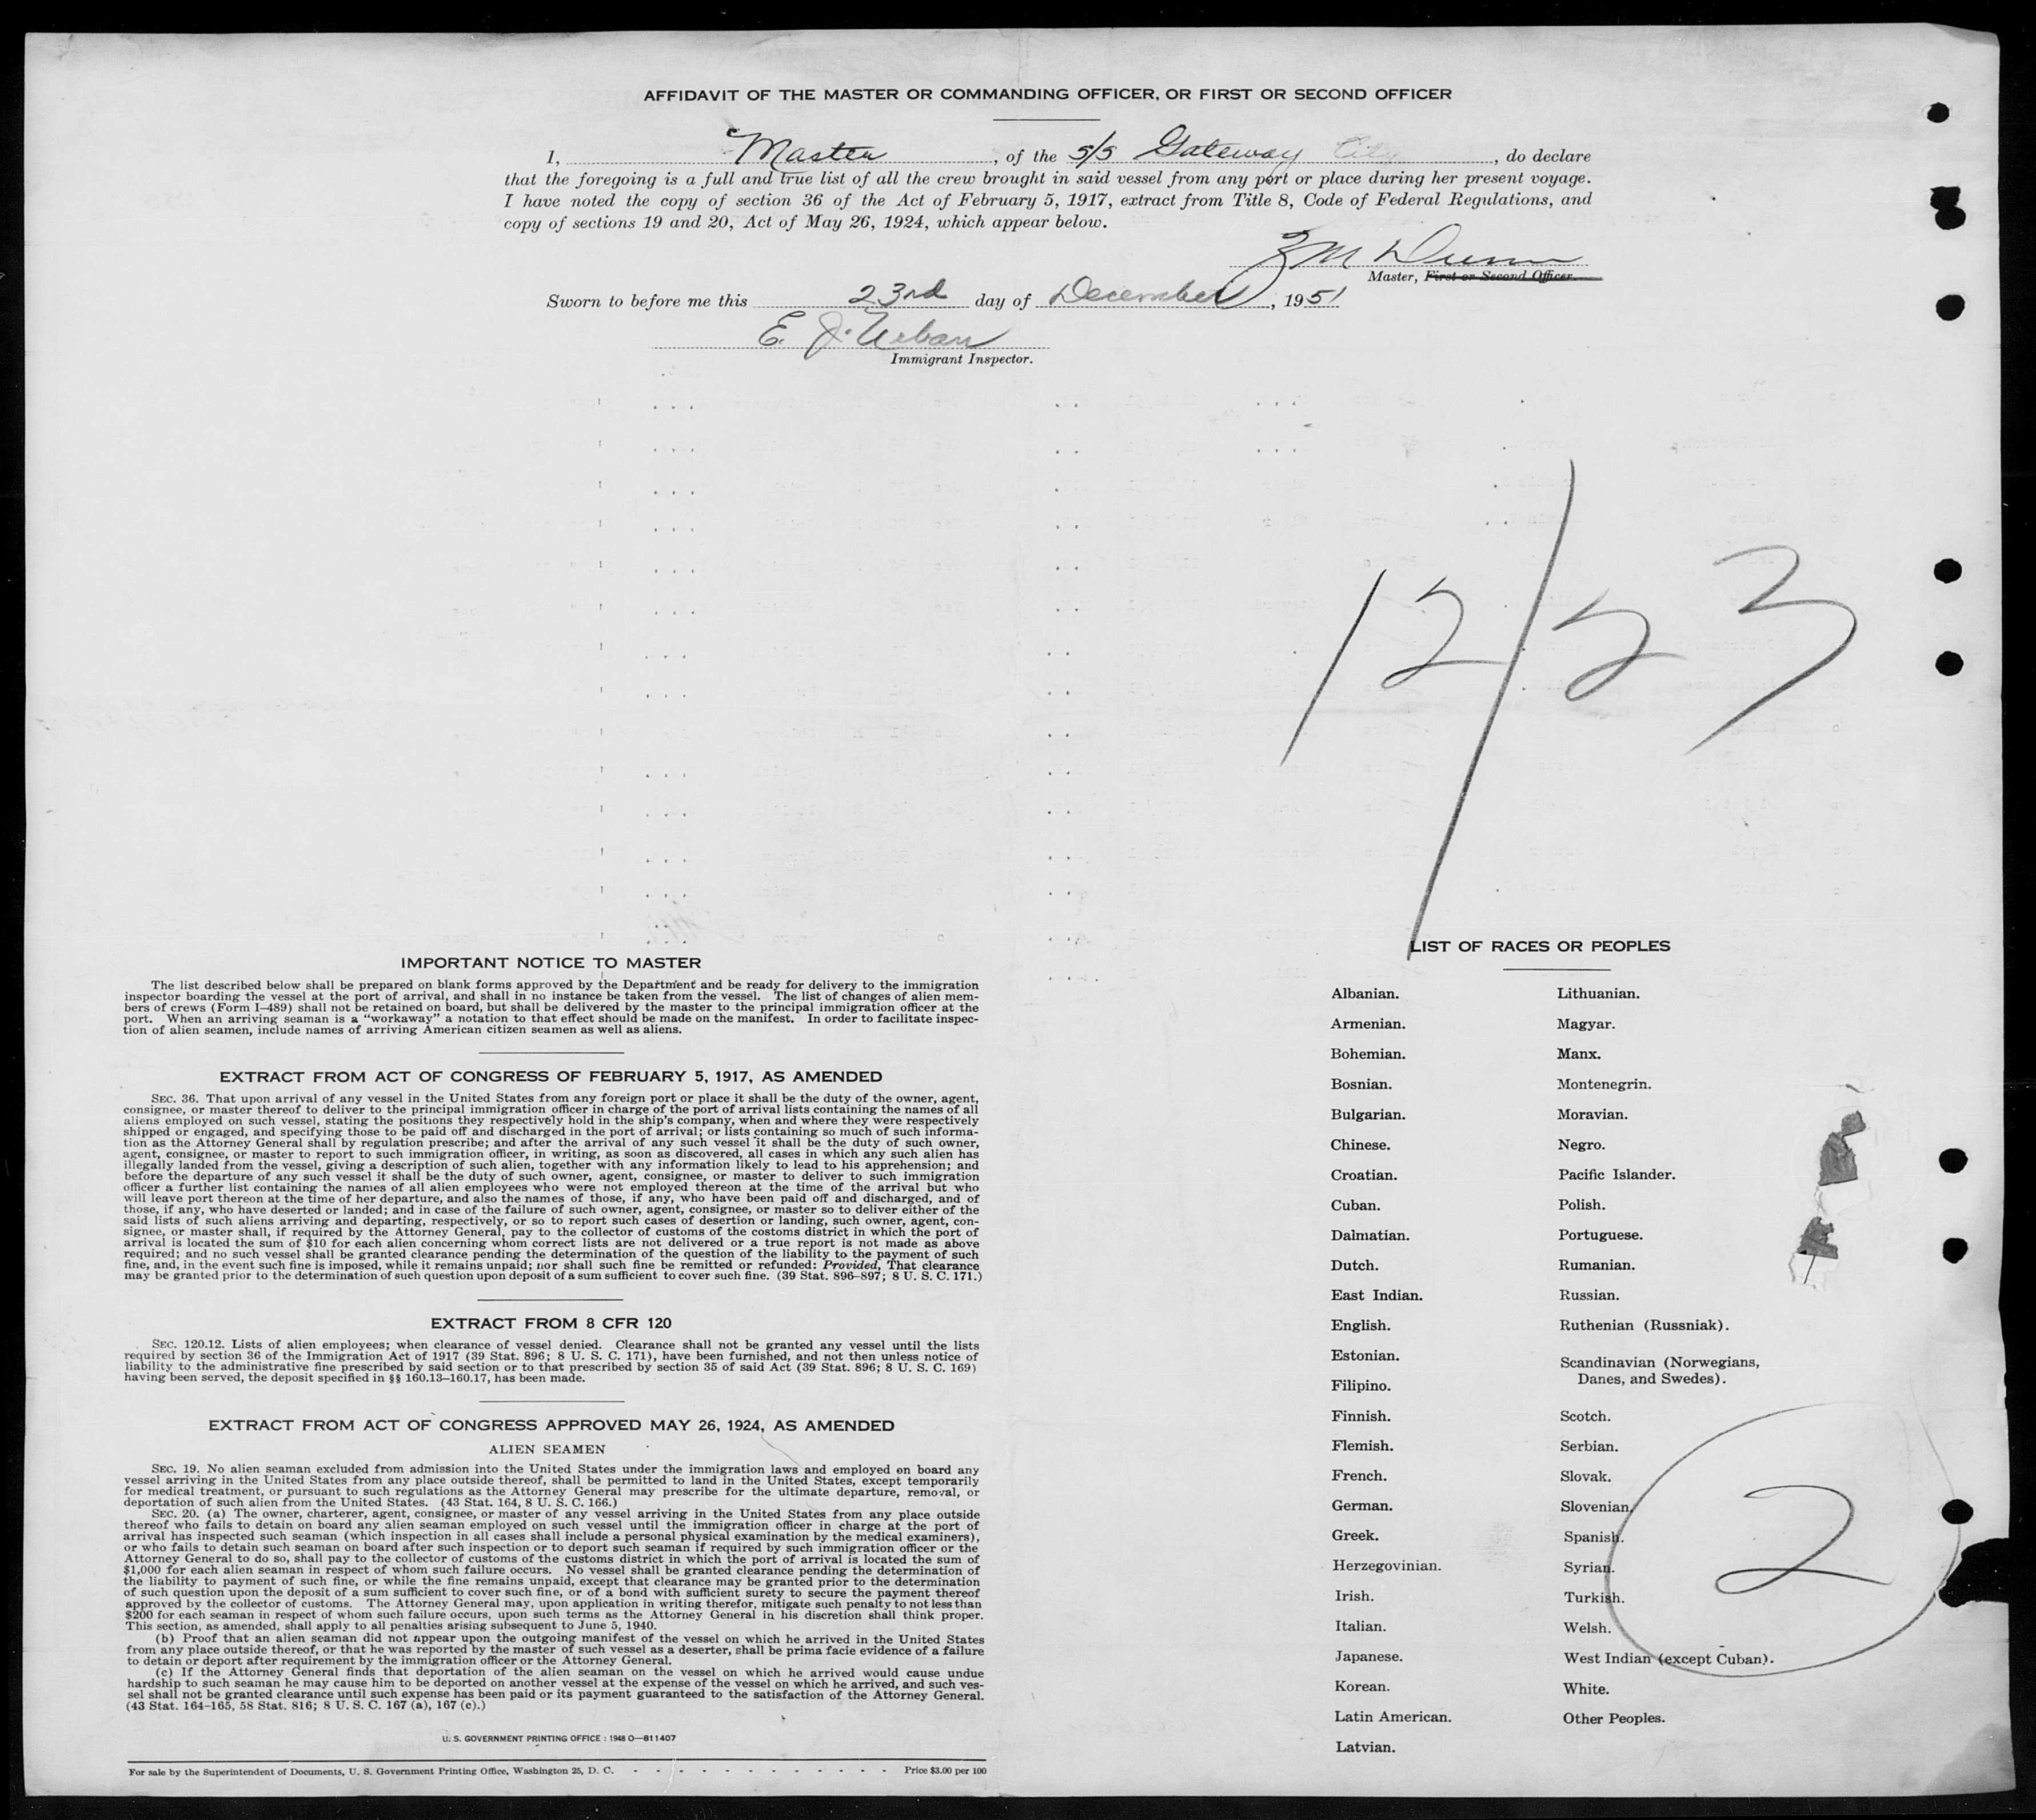 AFFIDAVIT OF THE MASTER OR COMMANDING OFFICER, OR FIRST OR SECOND OFFICER
I, Master, of the S/S Gateway City, do declare
that the foregoing is a full and true list of all the crew brought in said vessel from any port or place during her present voyage.
I have noted the copy of section 36 of the Act of February 5, 1917, extract from Title 8, Code of Federal Regulations, and
copy of sections 19 and 20, Act of May 26, 1924, which appear below.
M Dunn
Master, First or Second Officer.
Sworn to before me this 23rd day of December, 1951
E. J. Urban
Immigrant Inspector.
12/23
IMPORTANT NOTICE TO MASTER
The list described below shall be prepared on blank forms approved by the Department and be ready for delivery to the immigration
inspector boarding the vessel at the port of arrival, and shall in no instance be taken from the vessel. The list of changes of alien mem-
bers of crews (Form I–489) shall not be retained on board, but shall be delivered by the master to the principal immigration officer at the
port. When an arriving seaman is a “workaway” a notation to that effect should be made on the manifest. In order to facilitate inspec-
tion of alien seamen, include names of arriving American citizen seamen as well as aliens.
EXTRACT FROM ACT OF CONGRESS OF FEBRUARY 5, 1917, AS AMENDED
SEC. 36. That upon arrival of any vessel in the United States from any foreign port or place it shall be the duty of the owner, agent,
consignee, or master thereof to deliver to the principal immigration officer in charge of the port of arrival lists containing the names of all
aliens employed on such vessel, stating the positions they respectively hold in the ship's company, when and where they were respectively
shipped or engaged, and specifying those to be paid off and discharged in the port of arrival; or lists containing so much of such informa-
tion as the Attorney General shall by regulation prescribe; and after the arrival of any such vessel it shall be the duty of such owner,
agent, consignee, or master to report to such immigration officer, in writing, as soon as discovered, all cases in which any such alien has
illegally landed from the vessel, giving a description of such alien, together with any information likely to lead to his apprehension; and
before the departure of any such vessel it shall be the duty of such owner, agent, consignee, or master to deliver to such immigration
officer a further list containing the names of all alien employees who were not employed thereon at the time of the arrival but who
will leave port thereon at the time of her departure, and also the names of those, if any, who have been paid off and discharged, and of
those, if any, who have deserted or landed; and in case of the failure of such owner, agent, consignee, or master so to deliver either of the
said lists of such aliens arriving and departing, respectively, or so to report such cases of desertion or landing, such owner, agent, con-
signee, or master shall, if required by the Attorney General, pay to the collector of customs of the costoms district in which the port of
arrival is located the sum of $10 for each alien concerning whom correct lists are not delivered or a true report is not made as above
required; and no such vessel shall be granted clearance pending the determination of the question of the liability to the payment of such
fine, and, in the event such fine is imposed, while it remains unpaid; nor shall such fine be remitted or refunded: Provided, That clearance
may be granted prior to the determination of such question upon deposit of a sum sufficient to cover such fine. (39 Stat. 896–897; 8 U. S. C. 171.)
EXTRACT FROM 8 CFR 120
SEC. 120.12. Lists of alien employees; when clearance of vessel denied. Clearance shall not be granted any vessel until the lists
required by section 36 of the Immigration Act of 1917 (39 Stat. 896; 8 U. S. C. 171), have been furnished, and not then unless notice of
liability to the administrative fine prescribed by said section or to that prescribed by section 35 of said Act (39 Stat. 896; 8 U. S. C. 169)
having been served, the deposit specified in §§ 160.13–160.17, has been made.
EXTRACT FROM ACT OF CONGRESS APPROVED MAY 26, 1924, AS AMENDED
ALIEN SEAMEN
SEC. 19. No alien seaman excluded from admission into the United States under the immigration laws and employed on board any
vessel arriving in the United States from any place outside thereof, shall be permitted to land in the United States, except temporarily
for medical treatment, or pursuant to such regulations as the Attorney General may prescribe for the ultimate departure, removal, or
deportation of such alien from the United States. (43 Stat. 164, 8 U. S. C. 166.)
SEC. 20. (a) The owner, charterer, agent, consignee, or master of any vessel arriving in the United States from any place outside
thereof who fails to detain on board any alien seaman employed on such vessel until the immigration officer in charge at the port of
arrival has inspected such seaman (which inspection in all cases shall include a personal physical examination by the medical examiners),
or who fails to detain such seaman on board after such inspection or to deport such seaman if required by such immigration officer or the
Attorney General to do so, shall pay to the collector of customs of the customs district in which the port of arrival is located the sum of
$1,000 for each alien seaman in respect of whom such failure occurs. No vessel shall be granted clearance pending the determination of
the liability to payment of such fine, or while the fine remains unpaid, except that clearance may be granted prior to the determination
of such question upon the deposit of a sum sufficient to cover such fine, or of a bond with sufficient surety to secure the payment thereof
approved by the collector of customs. The Attorney General may, upon application in writing therefor, mitigate such penalty to not less than
$200 for each seaman in respect of whom such failure occurs, upon such terms as the Attorney General in his discretion shall think proper.
This section, as amended, shall apply to all penalties arising subsequent to June 5, 1940.
(b) Proof that an alien seaman did not appear upon the outgoing manifest of the vessel on which he arrived in the United States
from any place outside thereof, or that he was reported by the master of such vessel as a deserter, shall be prima facie evidence of a failure
to detain or deport after requirement by the immigration officer or the Attorney General.
(c) If the Attorney General finds that deportation of the alien seaman on the vessel on which he arrived would cause undue
hardship to such seaman he may cause him to be deported on another vessel at the expense of the vessel on which he arrived, and such ves-
sel shall not be granted clearance until such expense has been paid or its payment guaranteed to the satisfaction of the Attorney General.
(43 Stat. 164–165, 58 Stat. 816; 8 U. S. C. 167 (a), 167 (c).)
U. S. GOVERNMENT PRINTING OFFICE : 1948 O—811407
For sale by the Superintendent of Documents, U. S. Government Printing Office, Washington 25, D. C. - - - - - - - - - - - - Price $3.00 per 100
LIST OF RACES OR PEOPLES
Albanian.
Armenian.
Bohemian.
Bosnian.
Bulgarian.
Chinese.
Croatian.
Cuban.
Dalmatian.
Dutch.
East Indian.
English.
Estonian.
Filipino.
Finnish.
Flemish.
French.
German.
Greek.
Herzegovinian.
Irish.
Italian.
Japanese.
Korean.
Latin American.
Latvian.
Lithuanian.
Magyar.
Manx.
Montenegrin.
Moravian.
Negro.
Pacific Islander.
Polish.
Portuguese.
Rumanian.
Russian.
Ruthenian (Russniak).
Scandinavian (Norwegians,
Danes, and Swedes).
Scotch.
Serbian.
Slovak.
Slovenian.
Spanish.
Syrian.
Turkish.
Welsh.
West Indian (except Cuban).
White.
Other Peoples.
2